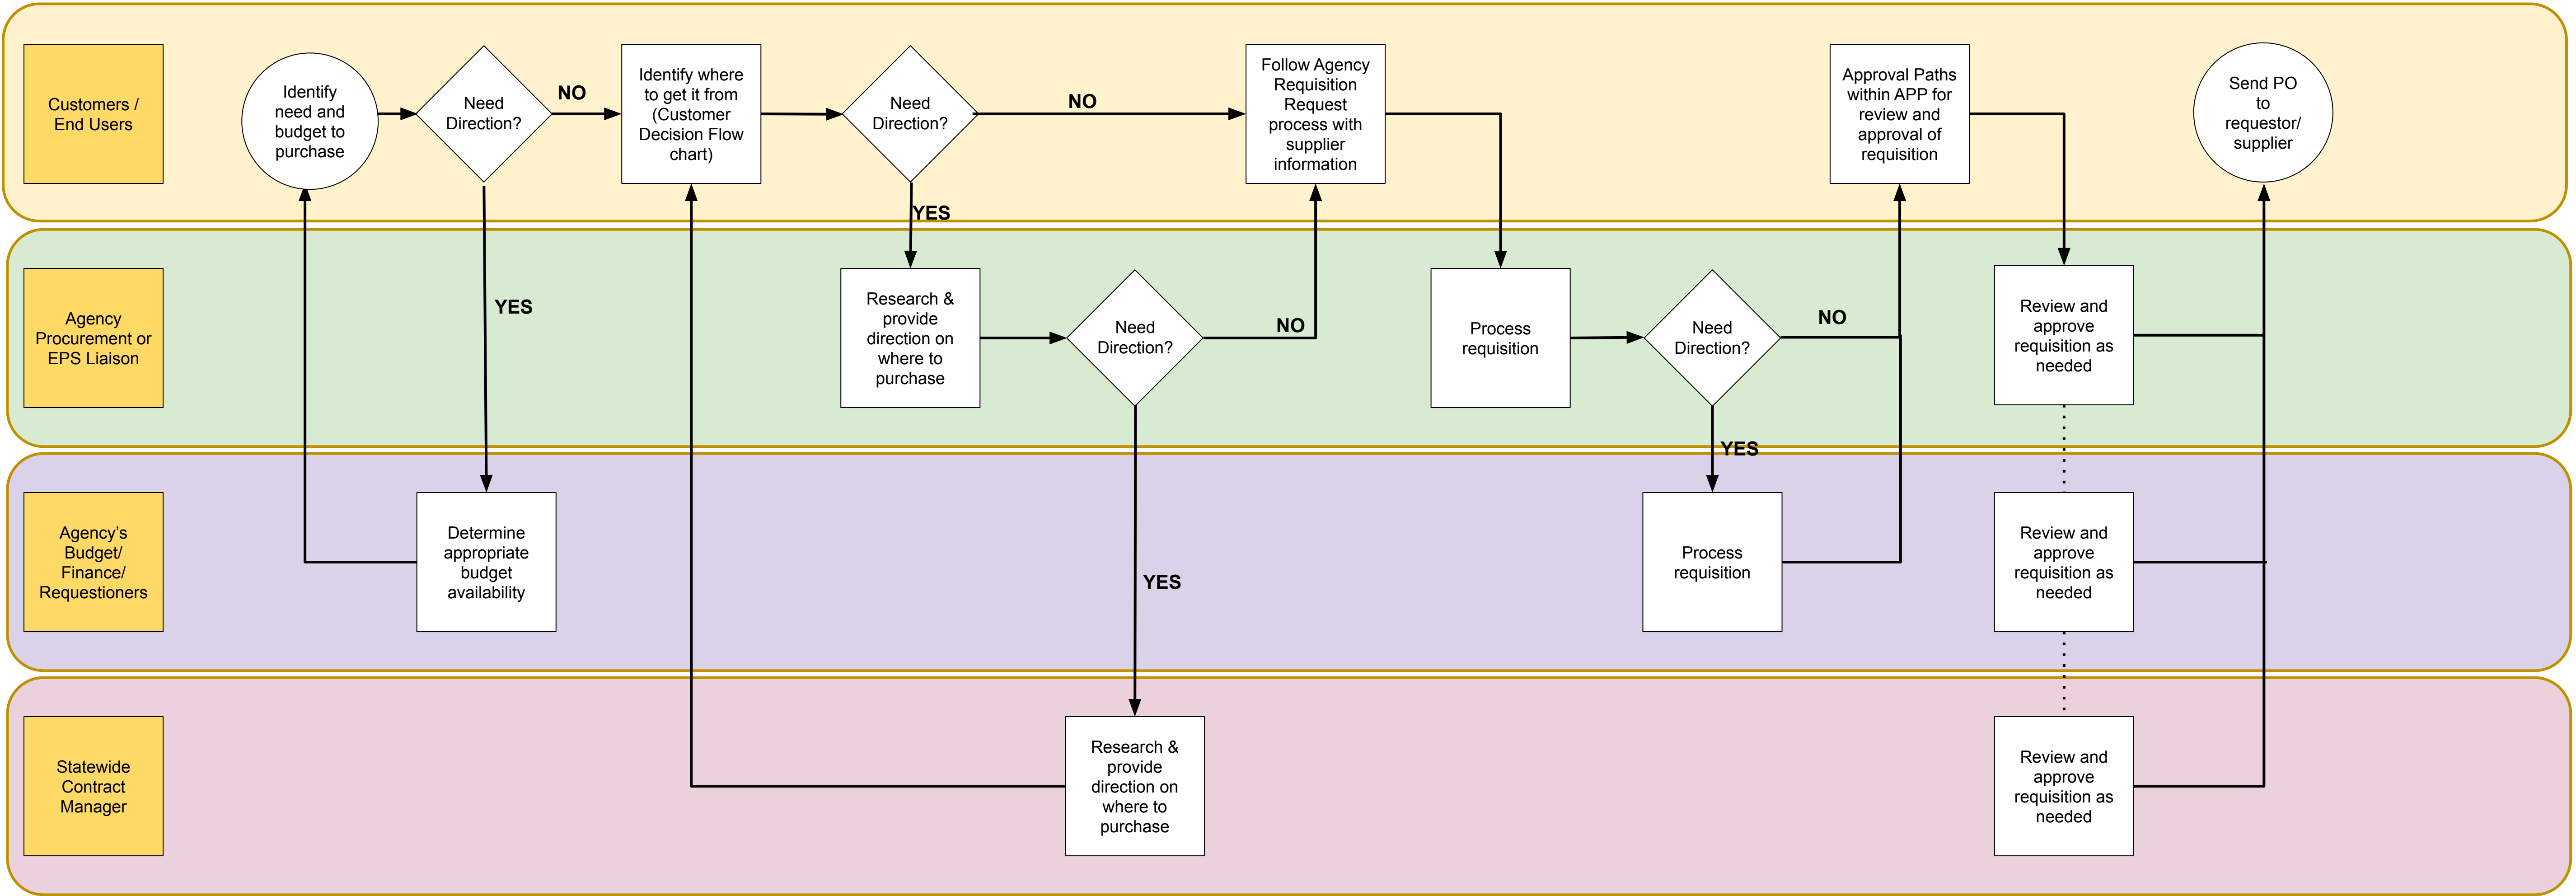 Customers /
End Users
Identify
need and
budget to
purchase
Need
Direction?
NO
Identify where
to get it from
(Customer
Decision Flow
chart)
Need
Direction?
NO
Follow Agency
Requisition
Request
process with
supplier
information
Approval Paths
within APP for
review and
approval of
requisition
Send PO
to
requestor/
supplier
YES
YES
Agency
Procurement or
EPS Liaison
Research &
provide
direction on
where to
purchase
Need
Direction?
NO
Process
requisition
Need
Direction?
NO
Review and
approve
requisition as
needed
YES
Agency’s
Budget/
Finance/
Requestioners
Determine
appropriate
budget
availability
YES
Process
requisition
Review and
approve
requisition as
needed
Statewide
Contract
Manager
Research &
provide
direction on
where to
purchase
Review and
approve
requisition as
needed